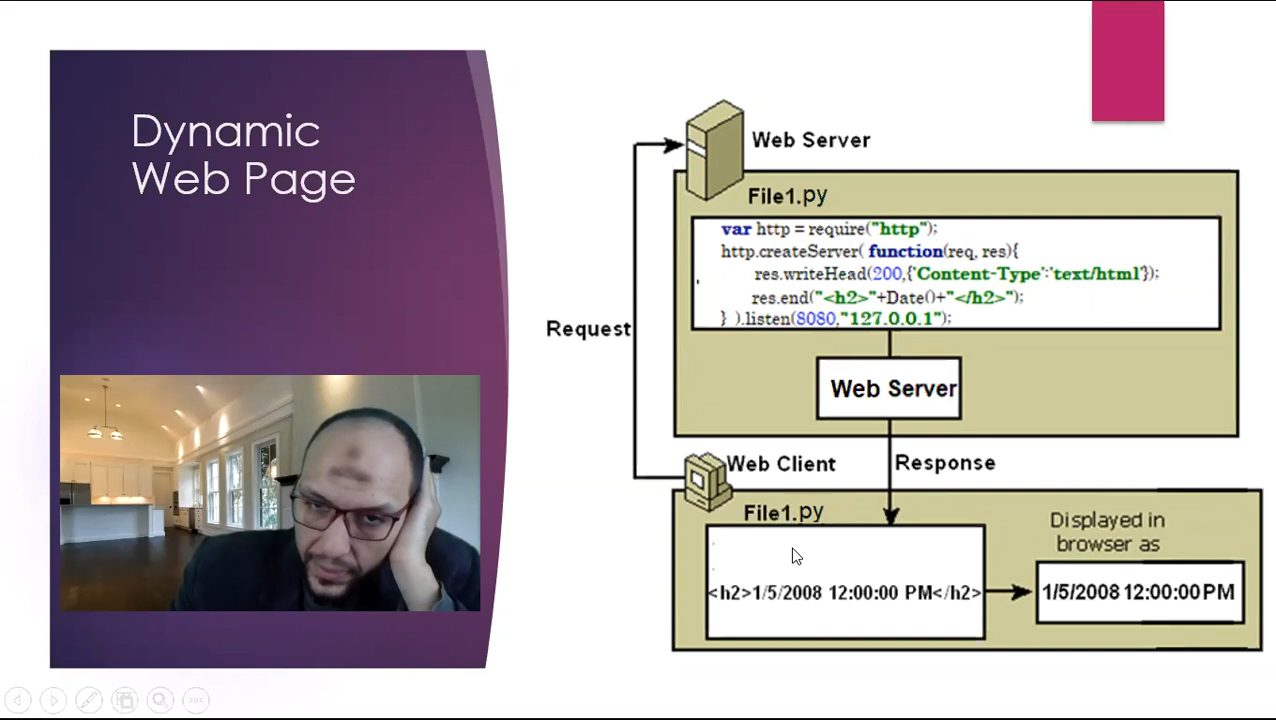 Dynamic
Web Page
Web Server
File1.py
var http = require("http");
http.createServer( function(req, res){
res.writeHead(200,{'Content-Type':'text/html'});
res.end("<h2>"+Date()+"</h2>");
} ).listen(8080,"127.0.0.1");
Request
Web Server
Web Client
Response
File1.py
Displayed in
browser as
<h2>1/5/2008 12:00:00 PM</h2>
1/5/2008 12:00:00 PM